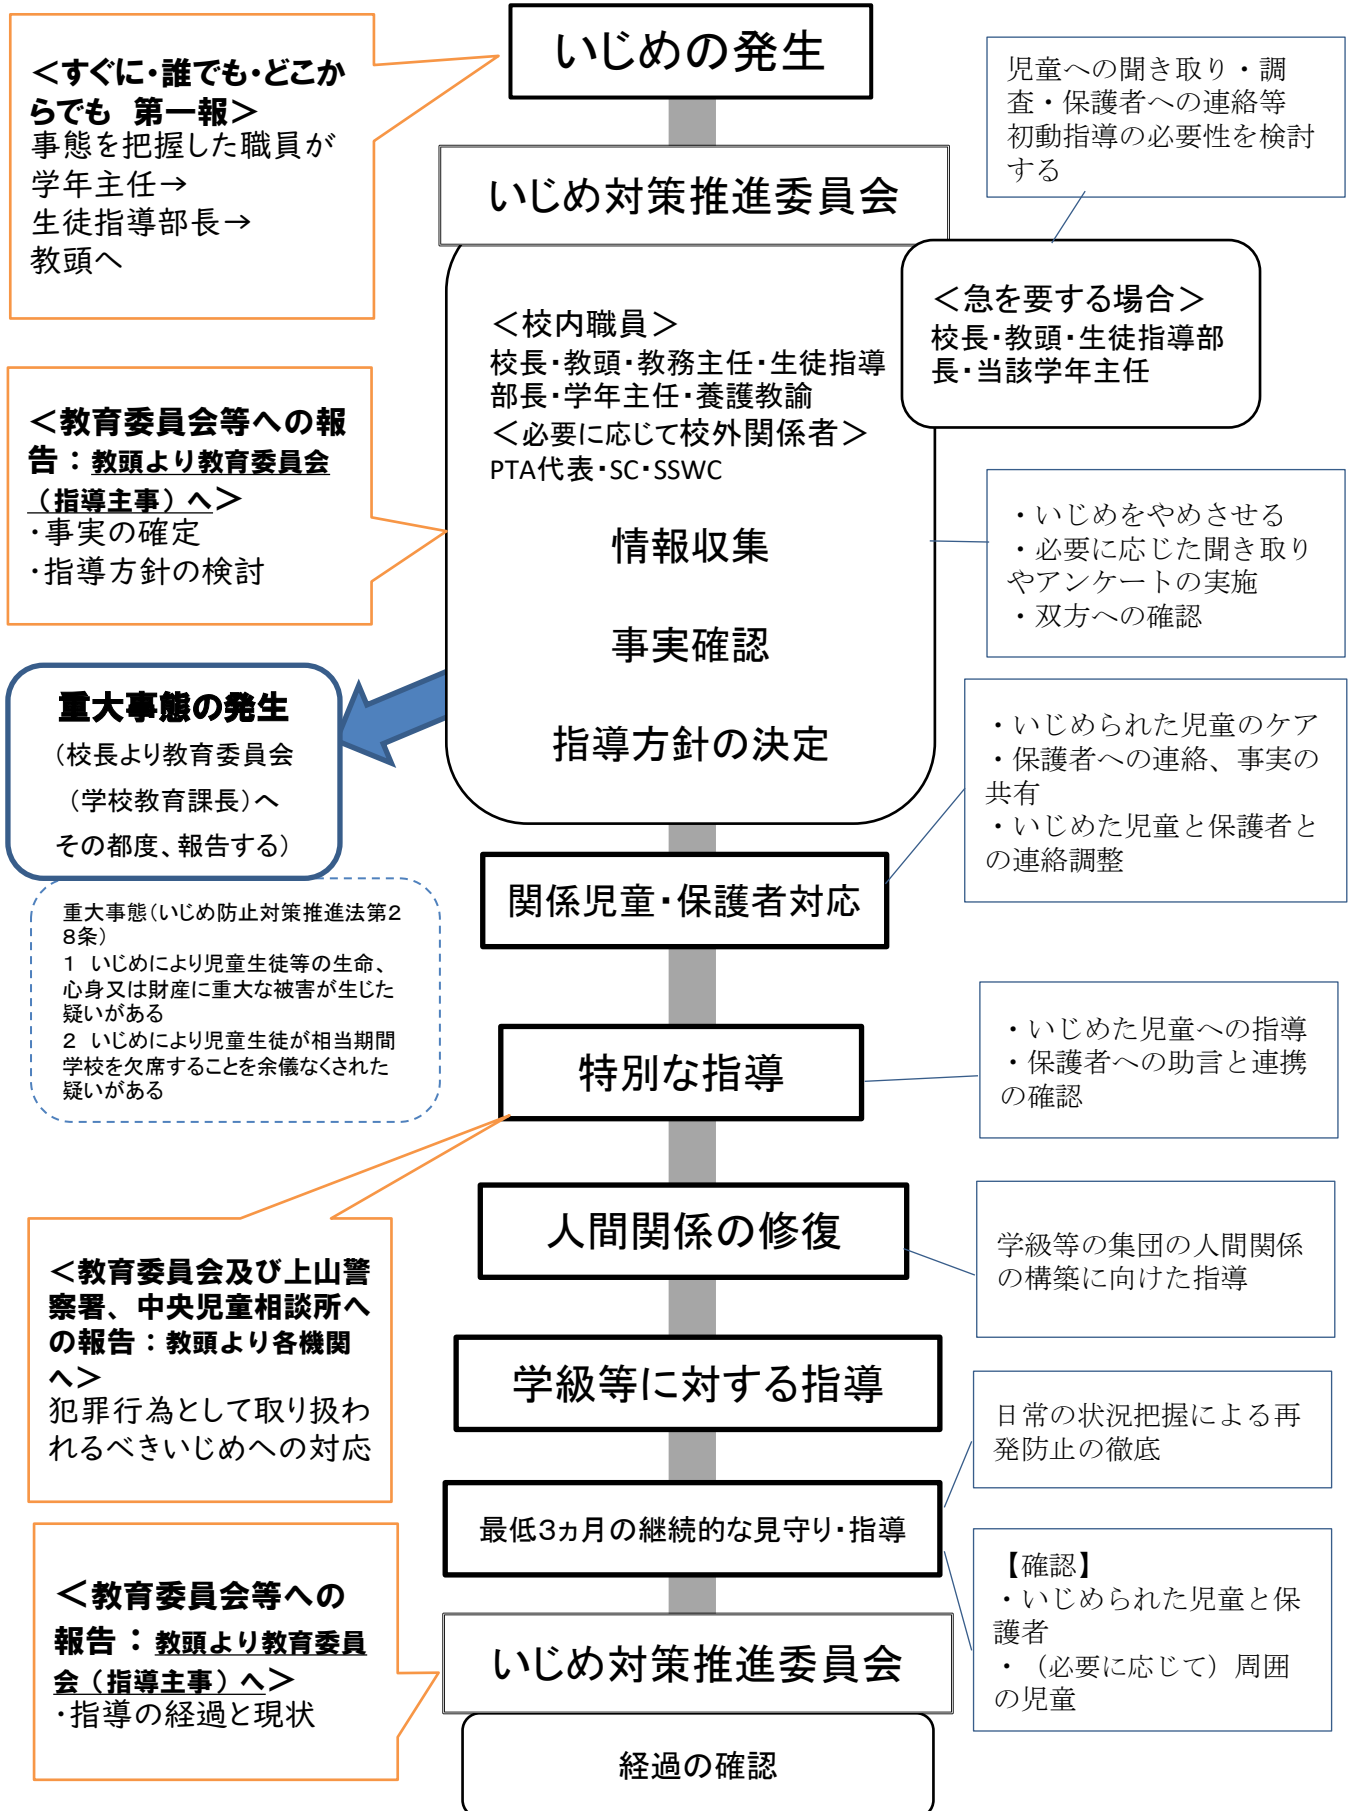 いじめの発生
＜すぐに・誰でも・どこか
らでも　第一報＞
事態を把握した職員が
学年主任→
生徒指導部長→
教頭へ
児童への聞き取り・調
査・保護者への連絡等
初動指導の必要性を検討
する
いじめ対策推進委員会
＜急を要する場合＞
校長・教頭・生徒指導部
長・当該学年主任
＜校内職員＞
校長・教頭・教務主任・生徒指導
部長・学年主任・養護教諭
＜必要に応じて校外関係者＞
PTA代表・SC・SSWC
情報収集
事実確認
指導方針の決定
＜教育委員会等への報
告：教頭より教育委員会
（指導主事）へ＞
・事実の確定
・指導方針の検討
・いじめをやめさせる
・必要に応じた聞き取り
やアンケートの実施
・双方への確認
重大事態の発生
（校長より教育委員会
（学校教育課長）へ
その都度、報告する）
重大事態（いじめ防止対策推進法第２
８条）
１　いじめにより児童生徒等の生命、
心身又は財産に重大な被害が生じた
疑いがある
２　いじめにより児童生徒が相当期間
学校を欠席することを余儀なくされた
疑いがある
・いじめられた児童のケア
・保護者への連絡、事実の
共有
・いじめた児童と保護者と
の連絡調整
関係児童・保護者対応
特別な指導
・いじめた児童への指導
・保護者への助言と連携
の確認
人間関係の修復
学級等の集団の人間関係
の構築に向けた指導
＜教育委員会及び上山警
察署、中央児童相談所へ
の報告：教頭より各機関
へ＞
犯罪行為として取り扱わ
れるべきいじめへの対応
学級等に対する指導
日常の状況把握による再
発防止の徹底
最低３ヵ月の継続的な見守り・指導
【確認】
・いじめられた児童と保
護者
・（必要に応じて）周囲
の児童
＜教育委員会等への
報告：教頭より教育委員
会（指導主事）へ＞
・指導の経過と現状
いじめ対策推進委員会
経過の確認